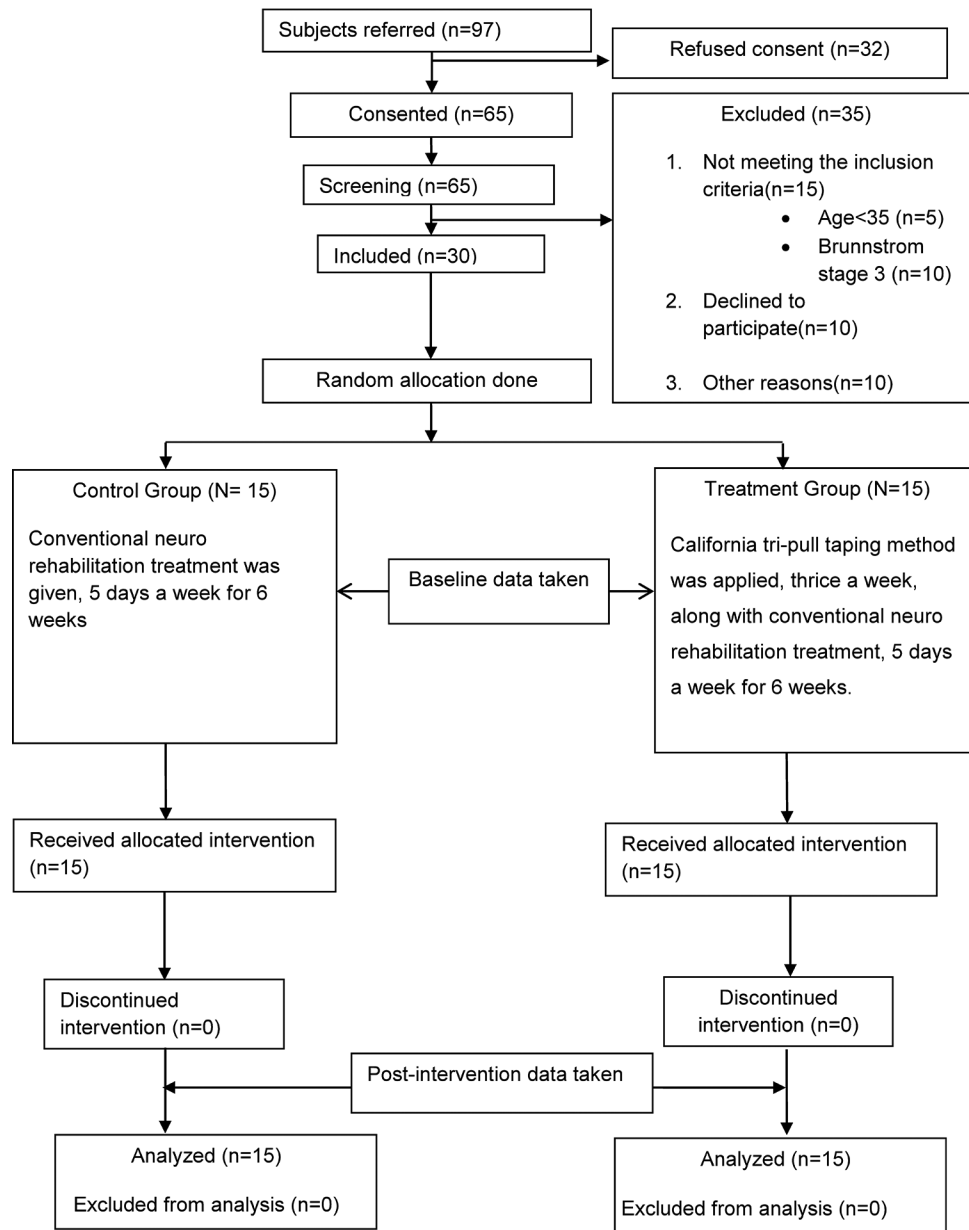 Subjects referred (n=97)
Refused consent (n=32)
Consented (n=65)
Screening (n=65)
Included (n=30)
Excluded (n=35)
1. Not meeting the inclusion
criteria(n=15)
• Age<35 (n=5)
• Brunnstrom
stage 3 (n=10)
2. Declined to
participate(n=10)
3. Other reasons(n=10)
Random allocation done
Control Group (N= 15)
Conventional neuro
rehabilitation treatment was
given, 5 days a week for 6
weeks
Baseline data taken
Treatment Group (N=15)
California tri-pull taping method
was applied, thrice a week,
along with conventional neuro
rehabilitation treatment, 5 days
a week for 6 weeks.
Received allocated intervention
(n=15)
Received allocated intervention
(n=15)
Discontinued
intervention (n=0)
Discontinued
intervention (n=0)
Post-intervention data taken
Analyzed (n=15)
Excluded from analysis (n=0)
Analyzed (n=15)
Excluded from analysis (n=0)